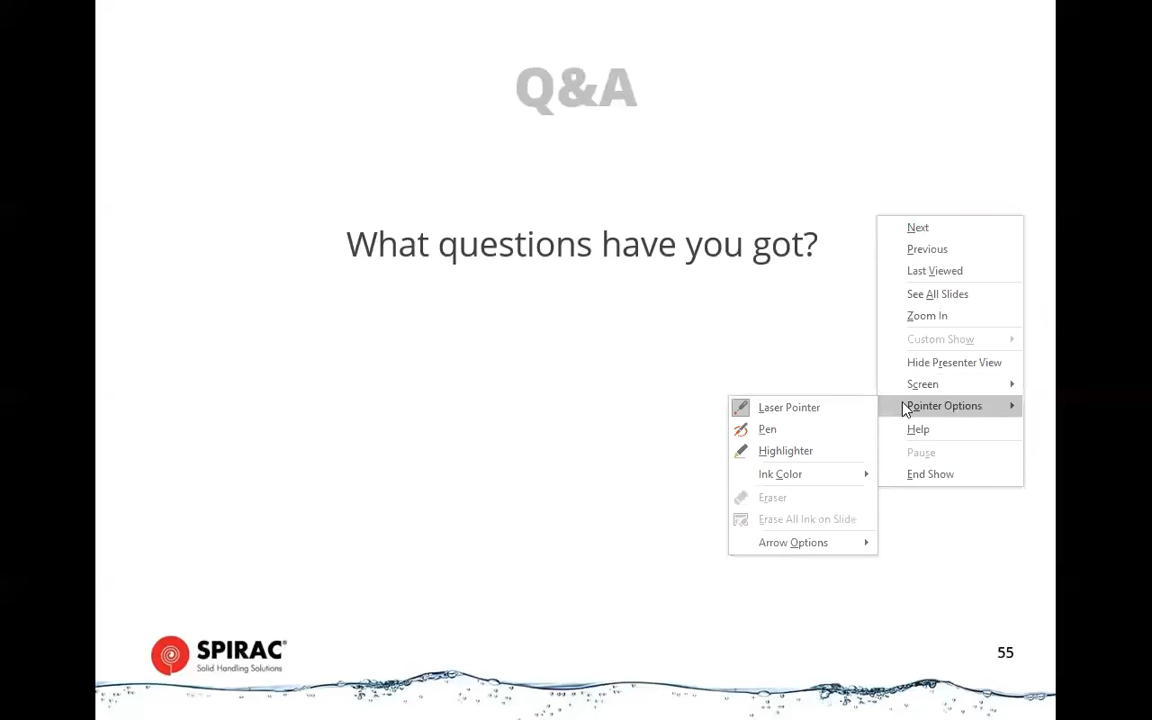 Q&A
What questions have you got?
Next
Previous
Last Viewed
See All Slides
Zoom In
Custom Show
Hide Presenter View
Screen
Pointer Options
Help
Pause
End Show
Laser Pointer
Pen
Highlighter
Ink Color
Eraser
Erase All Ink on Slide
Arrow Options
SPIRAC®
Solid Handling Solutions
55